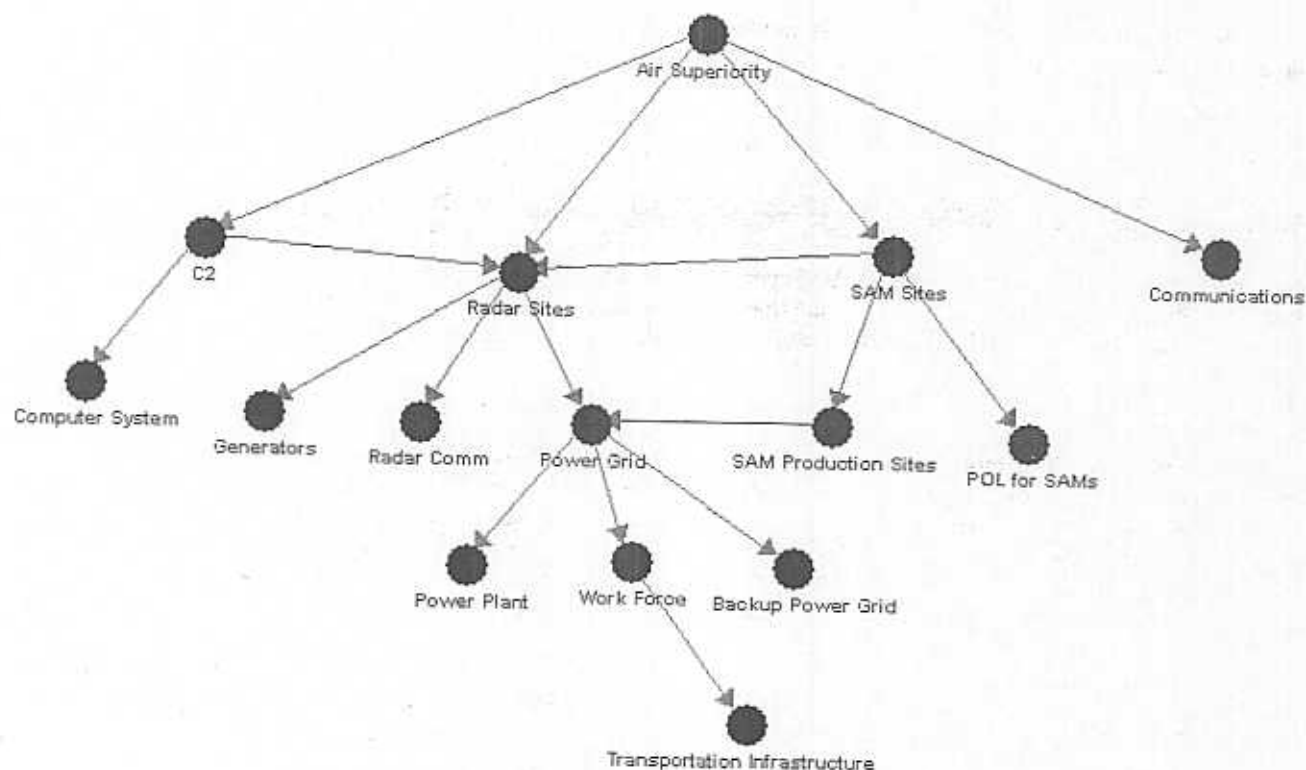 Air Superiority
C2
Radar Sites
SAM Sites
Communications
Computer System
Generators
Radar Comm
Power Grid
SAM Production Sites
POL for SAMs
Power Plant
Work Force
Backup Power Grid
Transportation Infrastructure